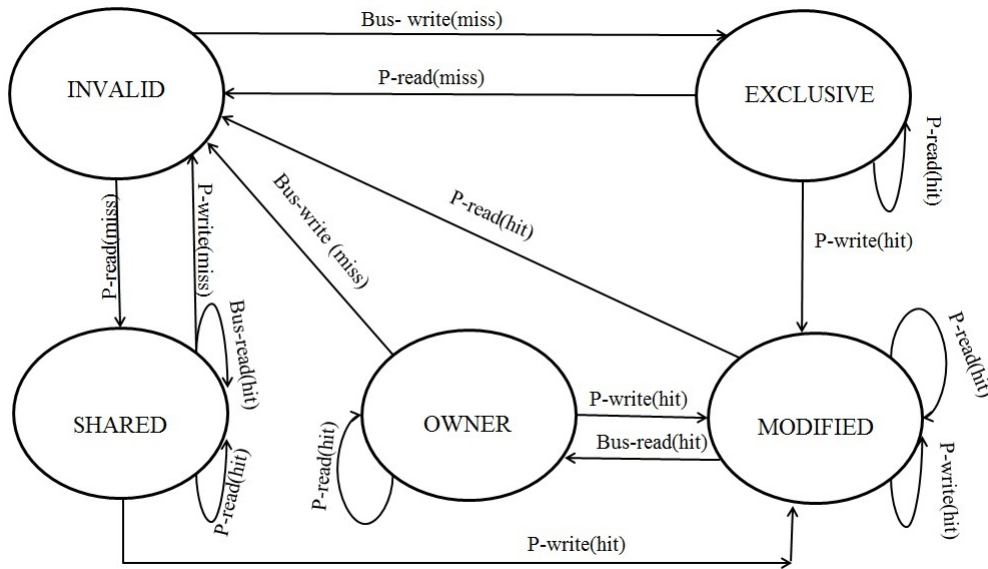 Bus- write(miss)
INVALID
P-read(miss)
EXCLUSIVE
P-read(hit)
P-read(miss)
P-write(miss)
Bus-write (miss)
P-read(hit)
P-write(hit)
Bus-read(hit)
P-read(hit)
SHARED
OWNER
P-write(hit)
Bus-read(hit)
MODIFIED
P-read(hit)
P-read(hit)
P-write(hit)
P-write(hit)